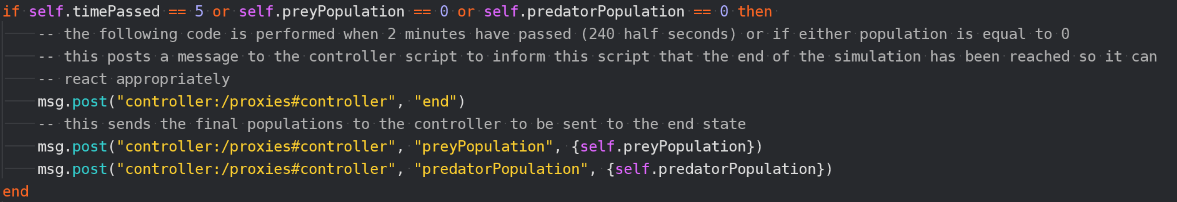 if self.timePassed == 5 or self.preyPopulation == 0 or self.predatorPopulation == 0 then
-- the following code is performed when 2 minutes have passed (240 half seconds) or if either population is equal to 0
-- this posts a message to the controller script to inform this script that the end of the simulation has been reached so it can
-- react appropriately
msg.post("controller:/proxies#controller", "end")
-- this sends the final populations to the controller to be sent to the end state
msg.post("controller:/proxies#controller", "preyPopulation", {self.preyPopulation})
msg.post("controller:/proxies#controller", "predatorPopulation", {self.predatorPopulation})
end